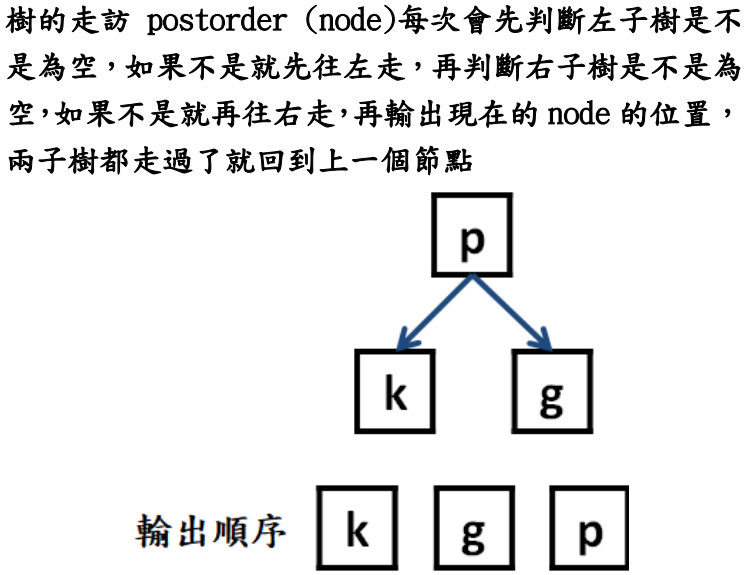 樹的走訪 postorder (node)每次會先判斷左子樹是不
是為空，如果不是就先往左走，再判斷右子樹是不是為
空，如果不是就再往右走，再輸出現在的 node 的位置，
兩子樹都走過了就回到上一個節點
p
k g
輸出順序 k g p